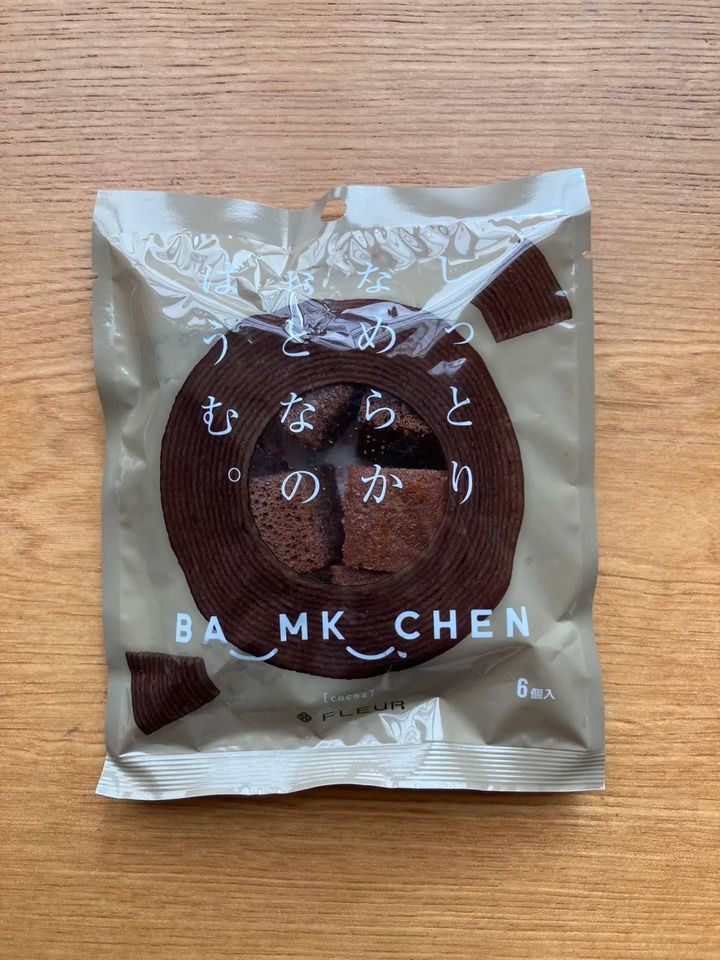 しっとり
なめらか
おとなの
ばうむ。
BA‿MK‿CHEN
[cocoa]
FLEUR
6個入